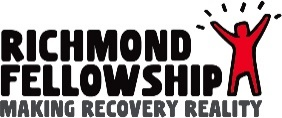 RICHMOND
FELLOWSHIP
MAKING RECOVERY REALITY